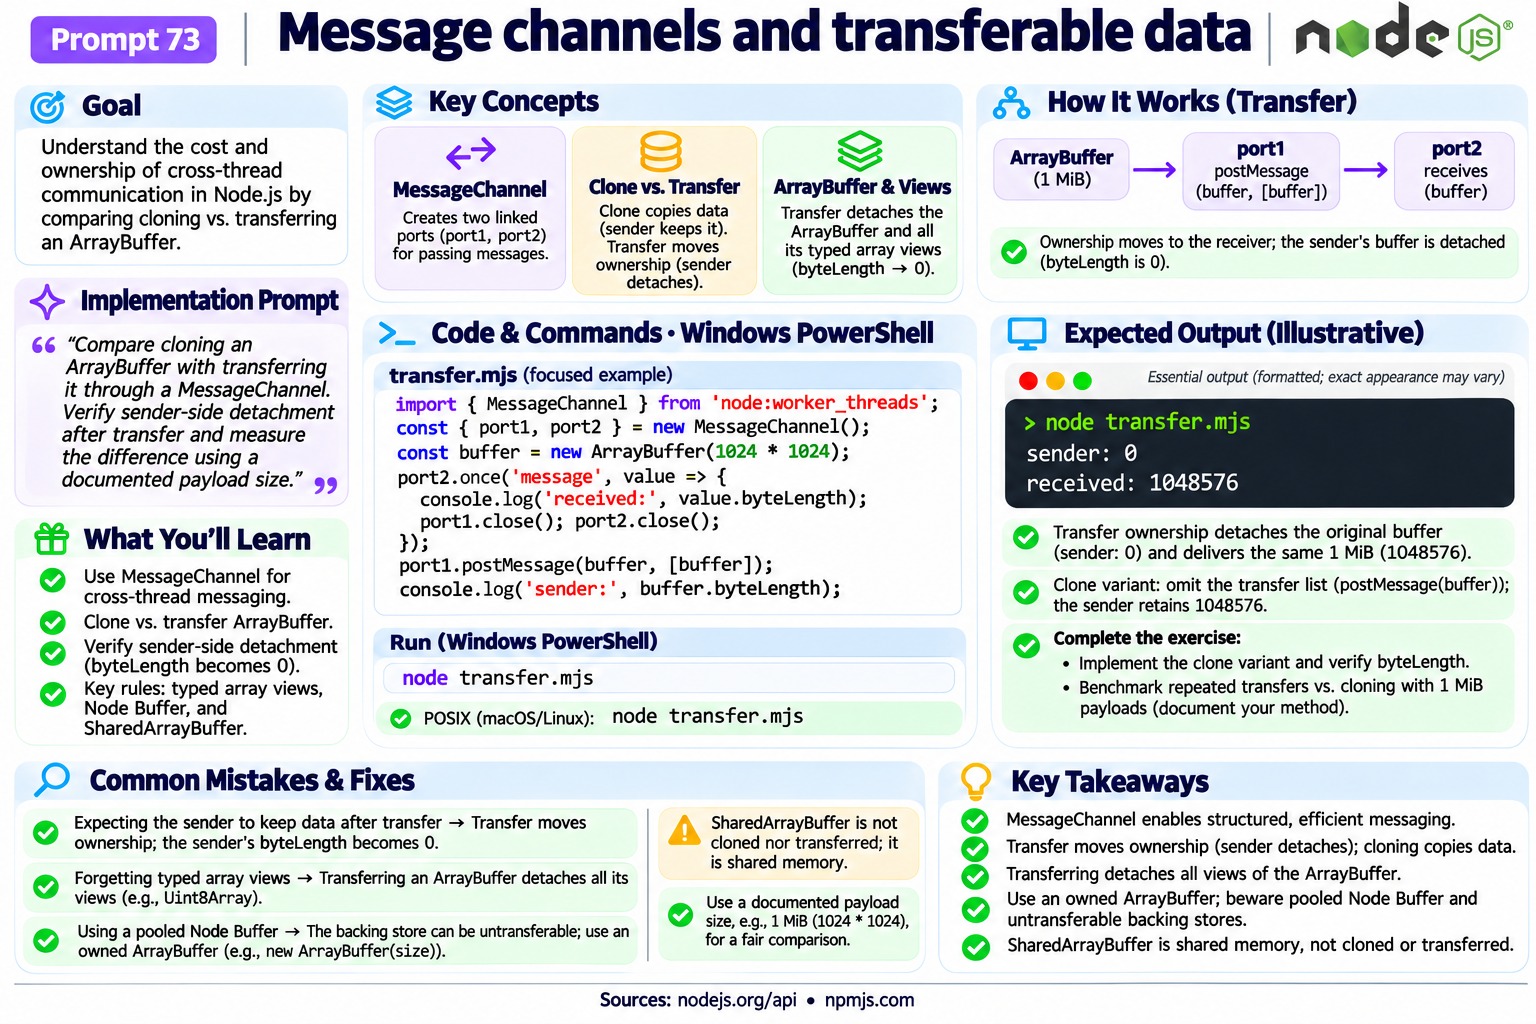 Prompt 73
Message channels and transferable data
node
JS
®
Goal
Understand the cost and
ownership of cross-thread
communication in Node.js by
comparing cloning vs. transferring
an ArrayBuffer.
Implementation Prompt
“Compare cloning an
ArrayBuffer with transferring
it through a MessageChannel.
Verify sender-side detachment
after transfer and measure
the difference using a
documented payload size.”
What You’ll Learn
Use MessageChannel for
cross-thread messaging.
Clone vs. transfer ArrayBuffer.
Verify sender-side detachment
(byteLength becomes 0).
Key rules: typed array views,
Node Buffer, and
SharedArrayBuffer.
Key Concepts
MessageChannel
Creates two linked
ports (port1, port2)
for passing messages.
Clone vs. Transfer
Clone copies data
(sender keeps it).
Transfer moves
ownership (sender
detaches).
ArrayBuffer & Views
Transfer detaches the
ArrayBuffer and all
its typed array views
(byteLength → 0).
How It Works (Transfer)
ArrayBuffer
(1 MiB)
port1
postMessage
(buffer, [buffer])
port2
receives
(buffer)
Ownership moves to the receiver; the sender's buffer is detached
(byteLength is 0).
Code & Commands · Windows PowerShell
transfer.mjs (focused example)
import { MessageChannel } from 'node:worker_threads';
const { port1, port2 } = new MessageChannel();
const buffer = new ArrayBuffer(1024 * 1024);
port2.once('message', value => {
console.log('received:', value.byteLength);
port1.close(); port2.close();
});
port1.postMessage(buffer, [buffer]);
console.log('sender:', buffer.byteLength);
Run (Windows PowerShell)
node transfer.mjs
POSIX (macOS/Linux): node transfer.mjs
Expected Output (Illustrative)
Essential output (formatted; exact appearance may vary)
> node transfer.mjs
sender: 0
received: 1048576
Transfer ownership detaches the original buffer
(sender: 0) and delivers the same 1 MiB (1048576).
Clone variant: omit the transfer list (postMessage(buffer));
the sender retains 1048576.
Complete the exercise:
• Implement the clone variant and verify byteLength.
• Benchmark repeated transfers vs. cloning with 1 MiB
payloads (document your method).
Common Mistakes & Fixes
Expecting the sender to keep data after transfer → Transfer moves
ownership; the sender's byteLength becomes 0.
Forgetting typed array views → Transferring an ArrayBuffer detaches all its
views (e.g., Uint8Array).
Using a pooled Node Buffer → The backing store can be untransferable; use an
owned ArrayBuffer (e.g., new ArrayBuffer(size)).
SharedArrayBuffer is not
cloned nor transferred; it
is shared memory.
Use a documented payload
size, e.g., 1 MiB (1024 * 1024),
for a fair comparison.
Key Takeaways
MessageChannel enables structured, efficient messaging.
Transfer moves ownership (sender detaches); cloning copies data.
Transferring detaches all views of the ArrayBuffer.
Use an owned ArrayBuffer; beware pooled Node Buffer and
untransferable backing stores.
SharedArrayBuffer is shared memory, not cloned or transferred.
Sources: nodejs.org/api • npmjs.com